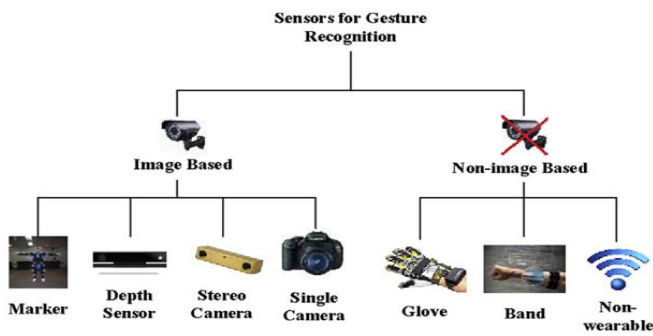 Sensors for Gesture
Recognition
Image Based
Non-image Based
Marker
Depth
Sensor
Stereo
Camera
Single
Camera
Glove
Band
Non-
wearable